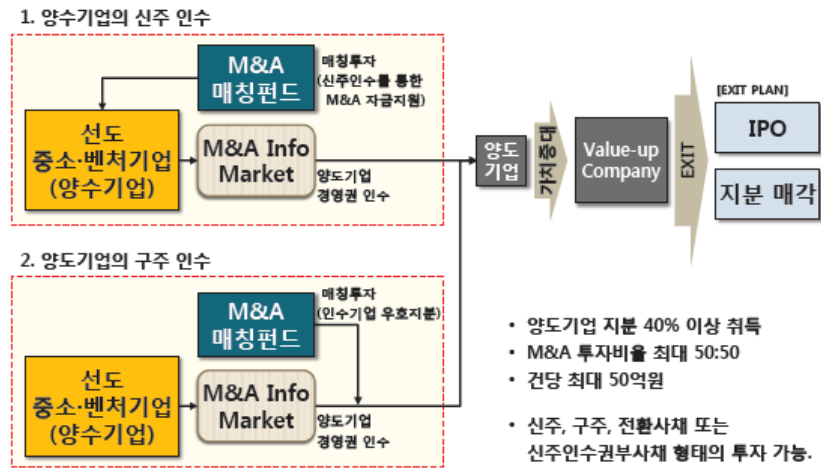 1. 양수기업의 신주 인수
M&A
매칭펀드
매칭투자
(신주인수를 통한
M&A 자금지원)
선도
중소·벤처기업
(양수기업)
M&A Info
Market
양도기업
경영권 인수
양도
기업
가치증대
Value-up
Company
EXIT
[EXIT PLAN]
IPO
지분 매각
2. 양도기업의 구주 인수
M&A
매칭펀드
매칭투자
(인수기업 우호지분)
선도
중소·벤처기업
(양수기업)
M&A Info
Market
양도기업
경영권 인수
• 양도기업 지분 40% 이상 취득
• M&A 투자비율 최대 50:50
• 건당 최대 50억원
• 신주, 구주, 전환사채 또는
신주인수권부사채 형태의 투자 가능.